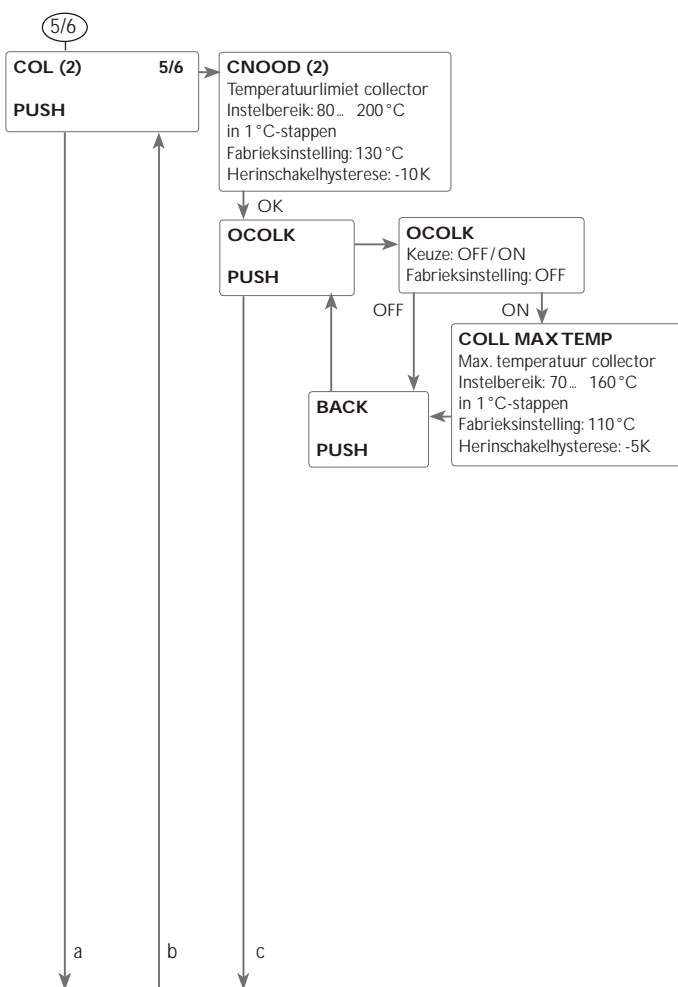 5/6
COL (2) 5/6
PUSH
CNOOD (2)
Temperatuurlimiet collector
Instelbereik: 80... 200 °C
in 1 °C-stappen
Fabrieksinstelling: 130 °C
Herinschakelhysterese: -10 K
OK
OCOLK
PUSH
OCOLK
Keuze: OFF / ON
Fabrieksinstelling: OFF
OFF
ON
COLL MAX TEMP
Max. temperatuur collector
Instelbereik: 70... 160 °C
in 1 °C-stappen
Fabrieksinstelling: 110 °C
Herinschakelhysterese: -5K
BACK
PUSH
a
b
c